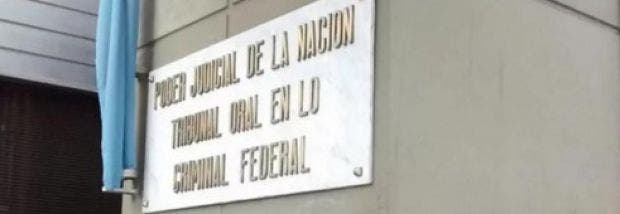 PODER JUDICIAL DE LA NACION
TRIBUNAL ORAL EN LO
CRIMINAL FEDERAL